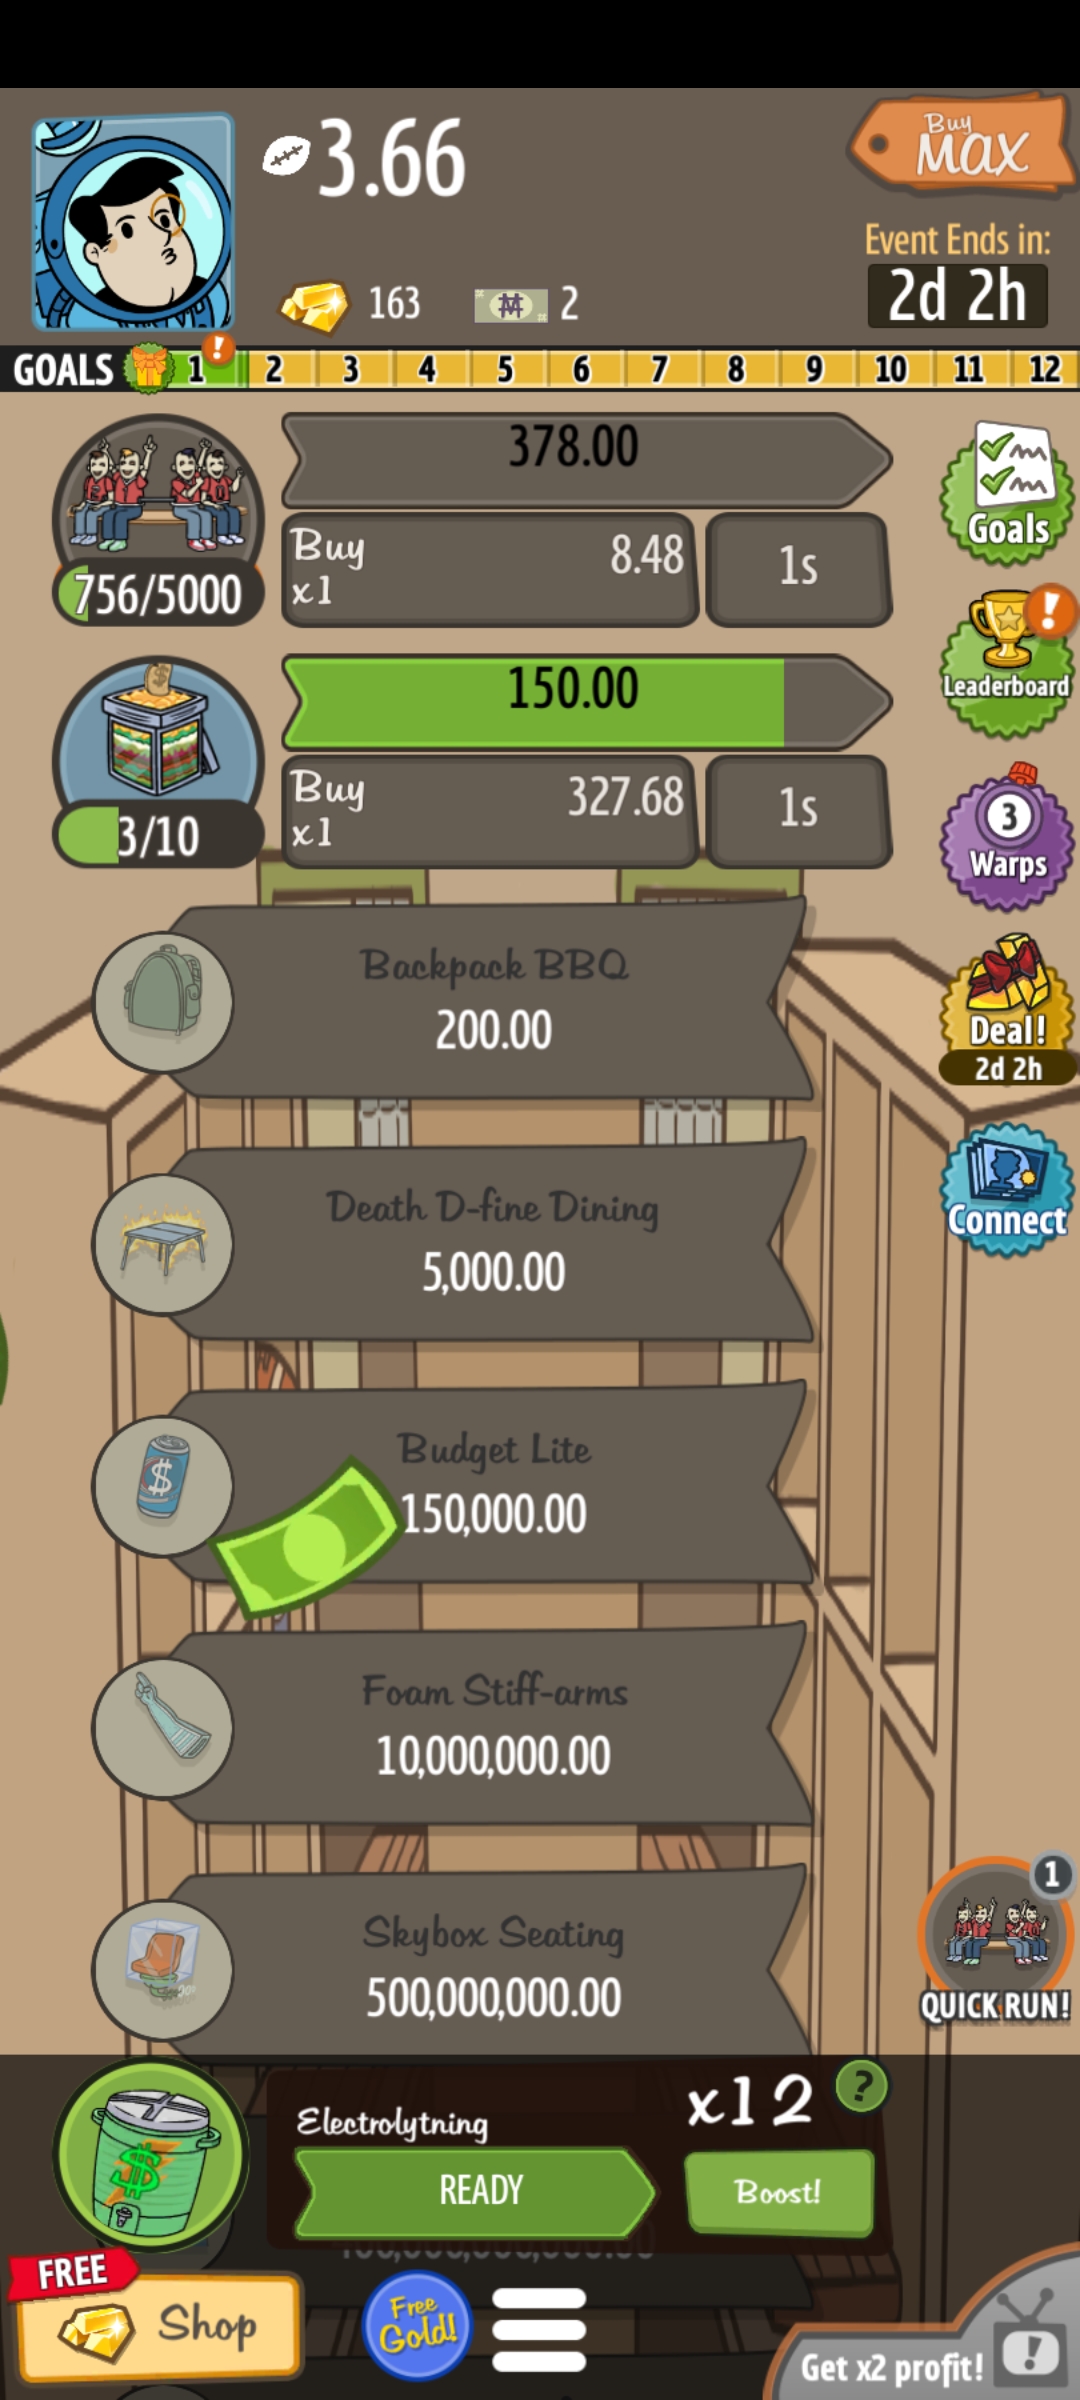 3.66
Buy
MAX
163
2
Event Ends in:
2d 2h
GOALS 1 ! 2 3 4 5 6 7 8 9 10 11 12
378.00
Buy
x1
8.48
1s
756/5000
Goals
150.00
Buy
x1
327.68
1s
3/10
!
Leaderboard
3
Warps
Backpack BBQ
200.00
Deal!
2d 2h
Death D-fine Dining
5,000.00
Connect
Budget Lite
150,000.00
Foam Stiff-arms
10,000,000.00
Skybox Seating
500,000,000.00
1
QUICK RUN!
Electrolytning
x12
?
READY
Boost!
FREE
Shop
Free
Gold!
Get x2 profit!
!